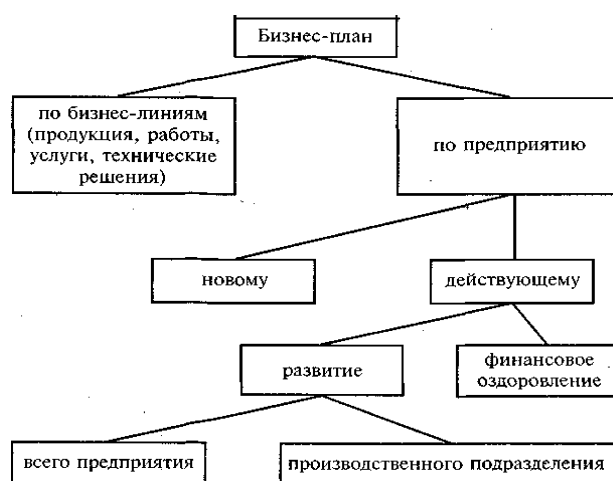 Бизнес-план
по бизнес-линиям
(продукция, работы,
услуги, технические
решения)
по предприятию
новому
действующему
развитие
финансовое
оздоровление
всего предприятия
производственного подразделения